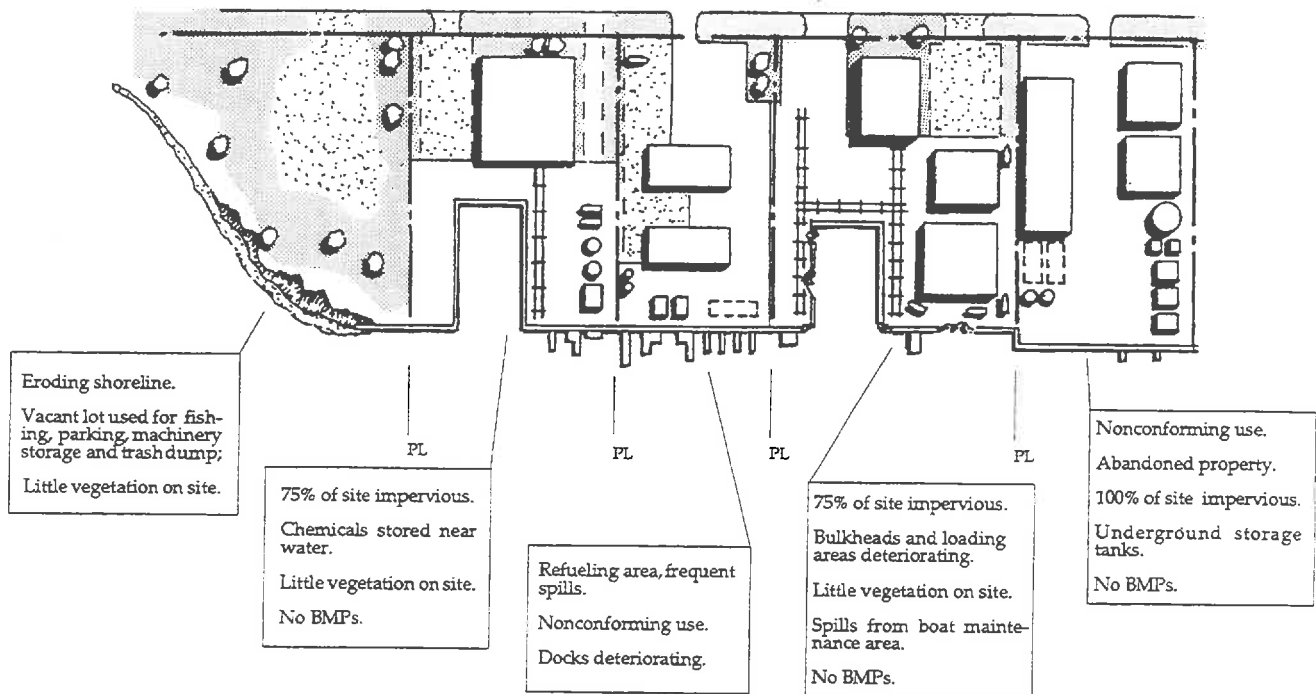 Eroding shoreline.
Vacant lot used for fish-
ing, parking, machinery
storage and trash dump;
Little vegetation on site.
PL
75% of site impervious.
Chemicals stored near
water.
Little vegetation on site.
No BMPs.
PL
Refueling area, frequent
spills.
Nonconforming use.
Docks deteriorating.
PL
75% of site impervious.
Bulkheads and loading
areas deteriorating.
Little vegetation on site.
Spills from boat mainte-
nance area.
No BMPs.
PL
Nonconforming use.
Abandoned property.
100% of site impervious.
Underground storage
tanks.
No BMPs.